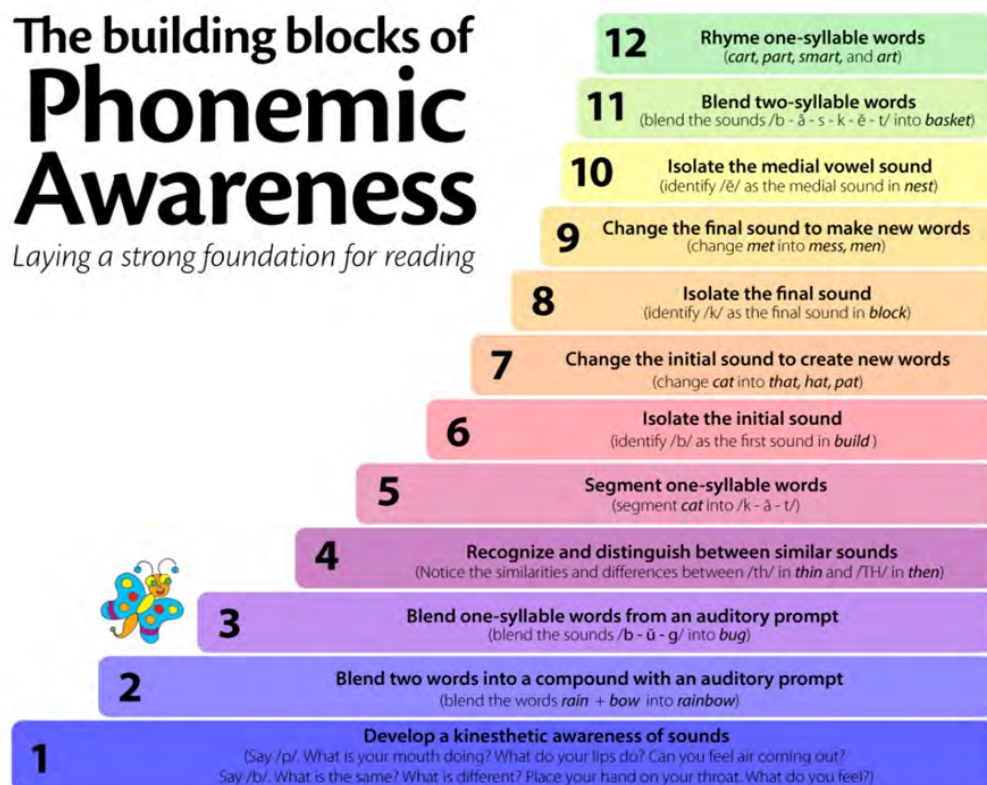 The building blocks of
Phonemic
Awareness
Laying a strong foundation for reading
12 Rhyme one-syllable words
(cart, part, smart, and art)
11 Blend two-syllable words
(blend the sounds /b - ă - s - k - ĕ - t/ into basket)
10 Isolate the medial vowel sound
(identify /ĕ/ as the medial sound in nest)
9 Change the final sound to make new words
(change met into mess, men)
8 Isolate the final sound
(identify /k/ as the final sound in block)
7 Change the initial sound to create new words
(change cat into that, hat, pat)
6 Isolate the initial sound
(identify /b/ as the first sound in build )
5 Segment one-syllable words
(segment cat into /k - ă - t/)
4 Recognize and distinguish between similar sounds
(Notice the similarities and differences between /th/ in thin and /TH/ in then)
3 Blend one-syllable words from an auditory prompt
(blend the sounds /b - ŭ - g/ into bug)
2 Blend two words into a compound with an auditory prompt
(blend the words rain + bow into rainbow)
1 Develop a kinesthetic awareness of sounds
(Say /p/. What is your mouth doing? What do your lips do? Can you feel air coming out?
Say /b/. What is the same? What is different? Place your hand on your throat. What do you feel?)